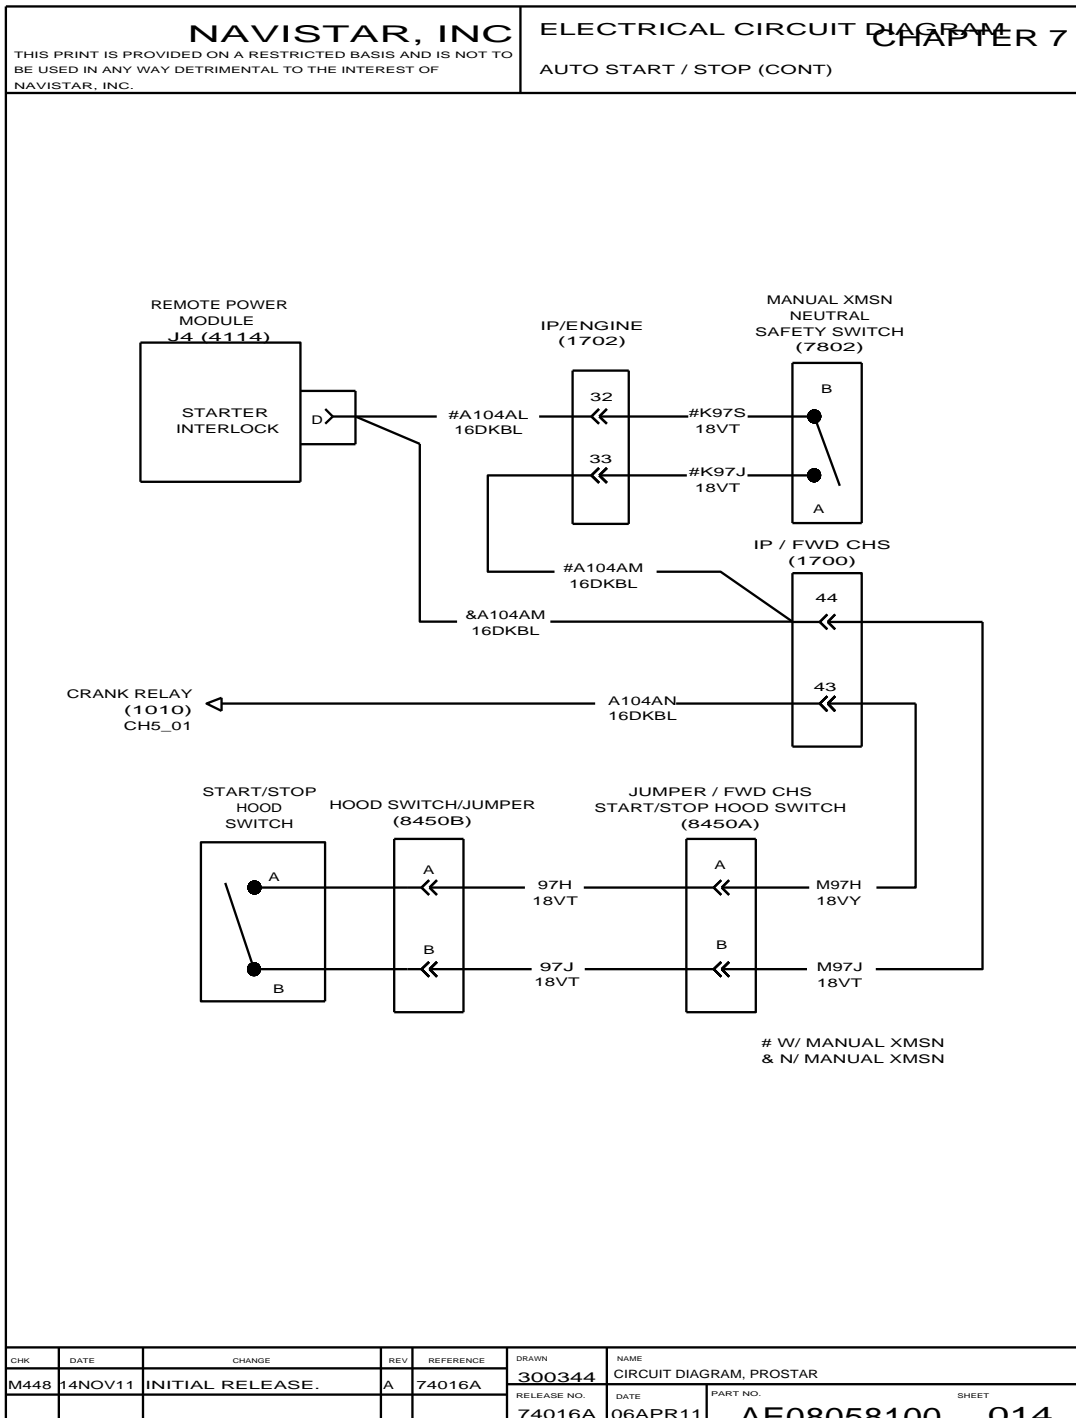 NAVISTAR, INC
THIS PRINT IS PROVIDED ON A RESTRICTED BASIS AND IS NOT TO
BE USED IN ANY WAY DETRIMENTAL TO THE INTEREST OF
NAVISTAR, INC.
ELECTRICAL CIRCUIT DIAGRAM
CHAPTER 7
AUTO START / STOP (CONT)
REMOTE POWER
MODULE
J4 (4114)
STARTER
INTERLOCK
D
#A104AL
16DKBL
IP/ENGINE
(1702)
32
33
#K97S
18VT
#K97J
18VT
MANUAL XMSN
NEUTRAL
SAFETY SWITCH
(7802)
B
A
IP / FWD CHS
(1700)
44
43
#A104AM
16DKBL
&A104AM
16DKBL
CRANK RELAY
(1010)
CH5_01
A104AN
16DKBL
START/STOP
HOOD
SWITCH
A
B
HOOD SWITCH/JUMPER
(8450B)
A
B
97H
18VT
97J
18VT
JUMPER / FWD CHS
START/STOP HOOD SWITCH
(8450A)
A
B
M97H
18VY
M97J
18VT
# W/ MANUAL XMSN
& N/ MANUAL XMSN
CHK DATE CHANGE REV REFERENCE
M448 14NOV11 INITIAL RELEASE. A 74016A
DRAWN
300344
NAME
CIRCUIT DIAGRAM, PROSTAR
RELEASE NO.
74016A
DATE
06APR11
PART NO.
AE08058100
SHEET
014